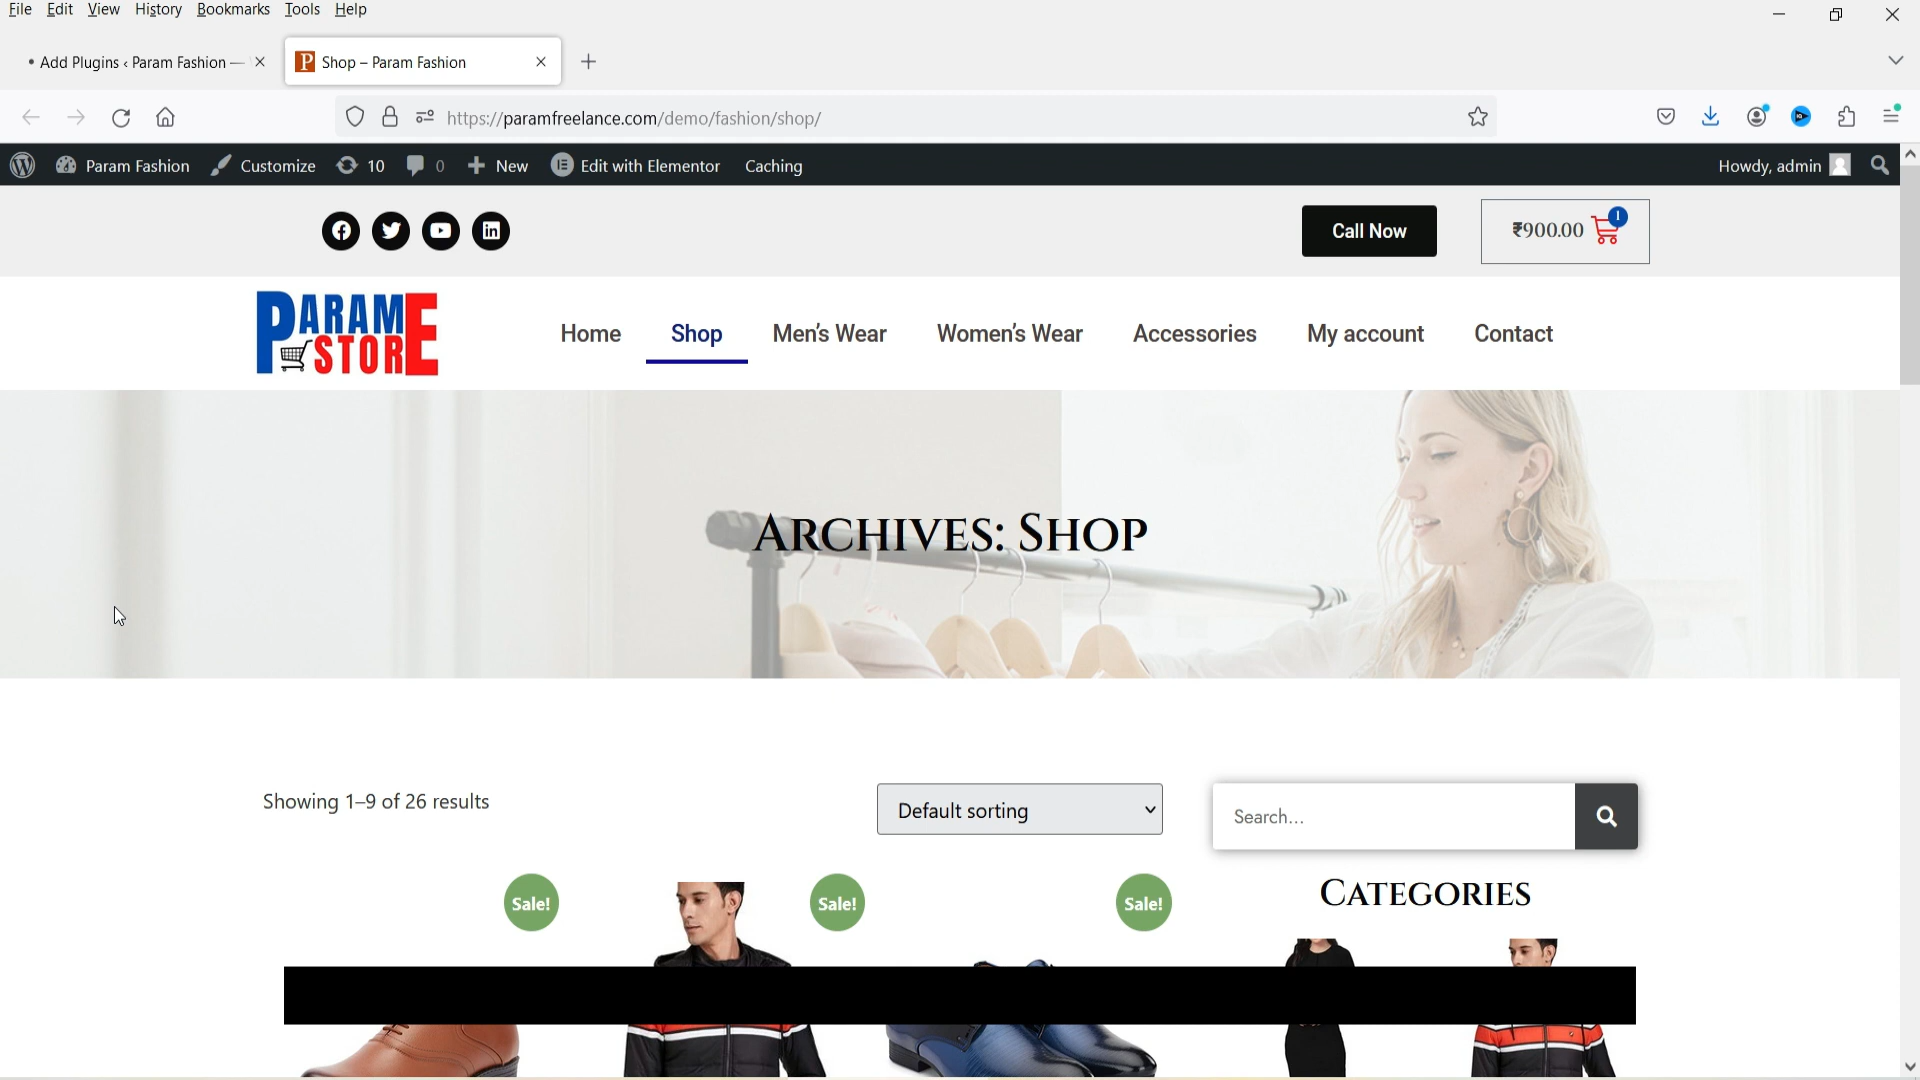 File Edit View History Bookmarks Tools Help
Add Plugins ‹ Param Fashion —
Shop – Param Fashion
https://paramfreelance.com/demo/fashion/shop/
Param Fashion Customize 10 0 New Edit with Elementor Caching Howdy, admin
Call Now ₹900.00 1
PARAM E STORE
Home Shop Men’s Wear Women’s Wear Accessories My account Contact
Archives: Shop
Showing 1–9 of 26 results
Default sorting
Search...
Sale! Sale! Sale!
Categories